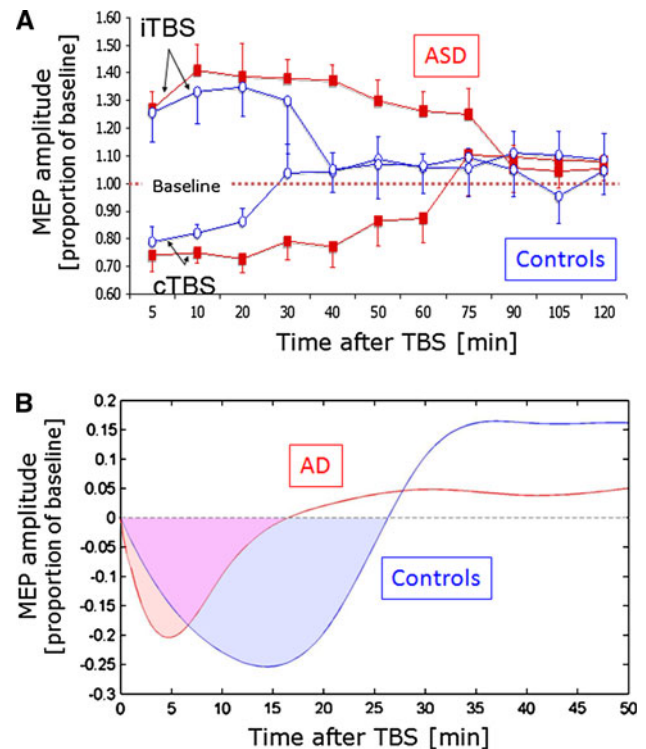 A
MEP amplitude
[proportion of baseline]
1.60
1.50
1.40
1.30
1.20
1.10
1.00
0.90
0.80
0.70
0.60
iTBS
ASD
Baseline
cTBS
Controls
5 10 20 30 40 50 60 75 90 105 120
Time after TBS [min]
B
MEP amplitude
[proportion of baseline]
0.2
0.15
0.1
0.05
0
-0.05
-0.1
-0.15
-0.2
-0.25
-0.3
AD
Controls
0 5 10 15 20 25 30 35 40 45 50
Time after TBS [min]